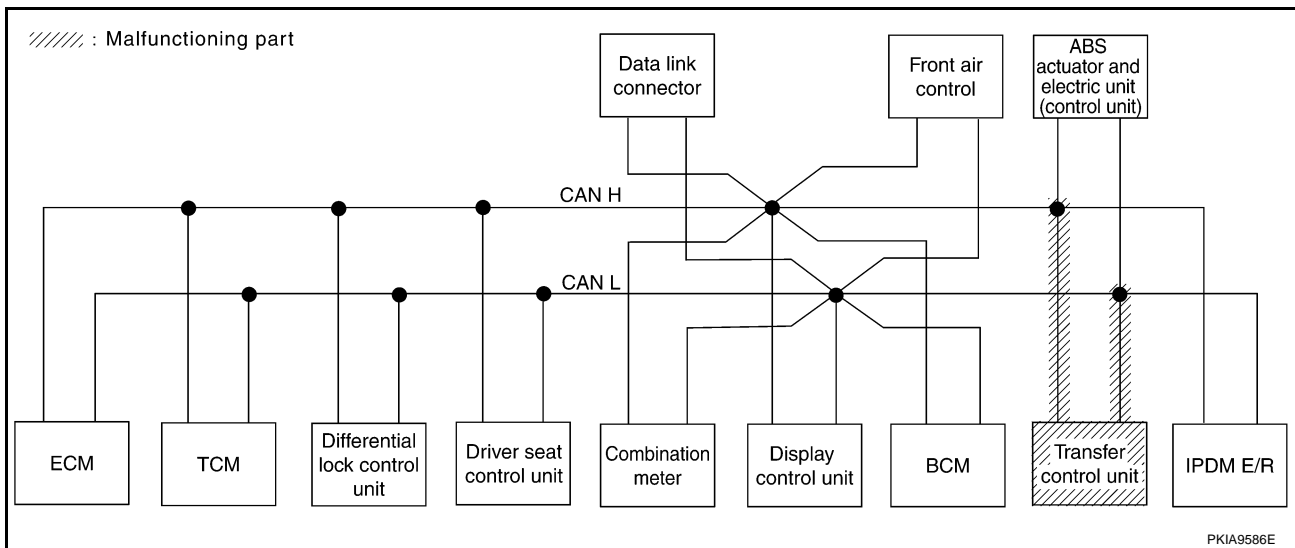 : Malfunctioning part
Data link
connector
Front air
control
ABS
actuator and
electric unit
(control unit)
CAN H
CAN L
ECM
TCM
Differential
lock control
unit
Driver seat
control unit
Combination
meter
Display
control unit
BCM
Transfer
control unit
IPDM E/R
PKIA9586E